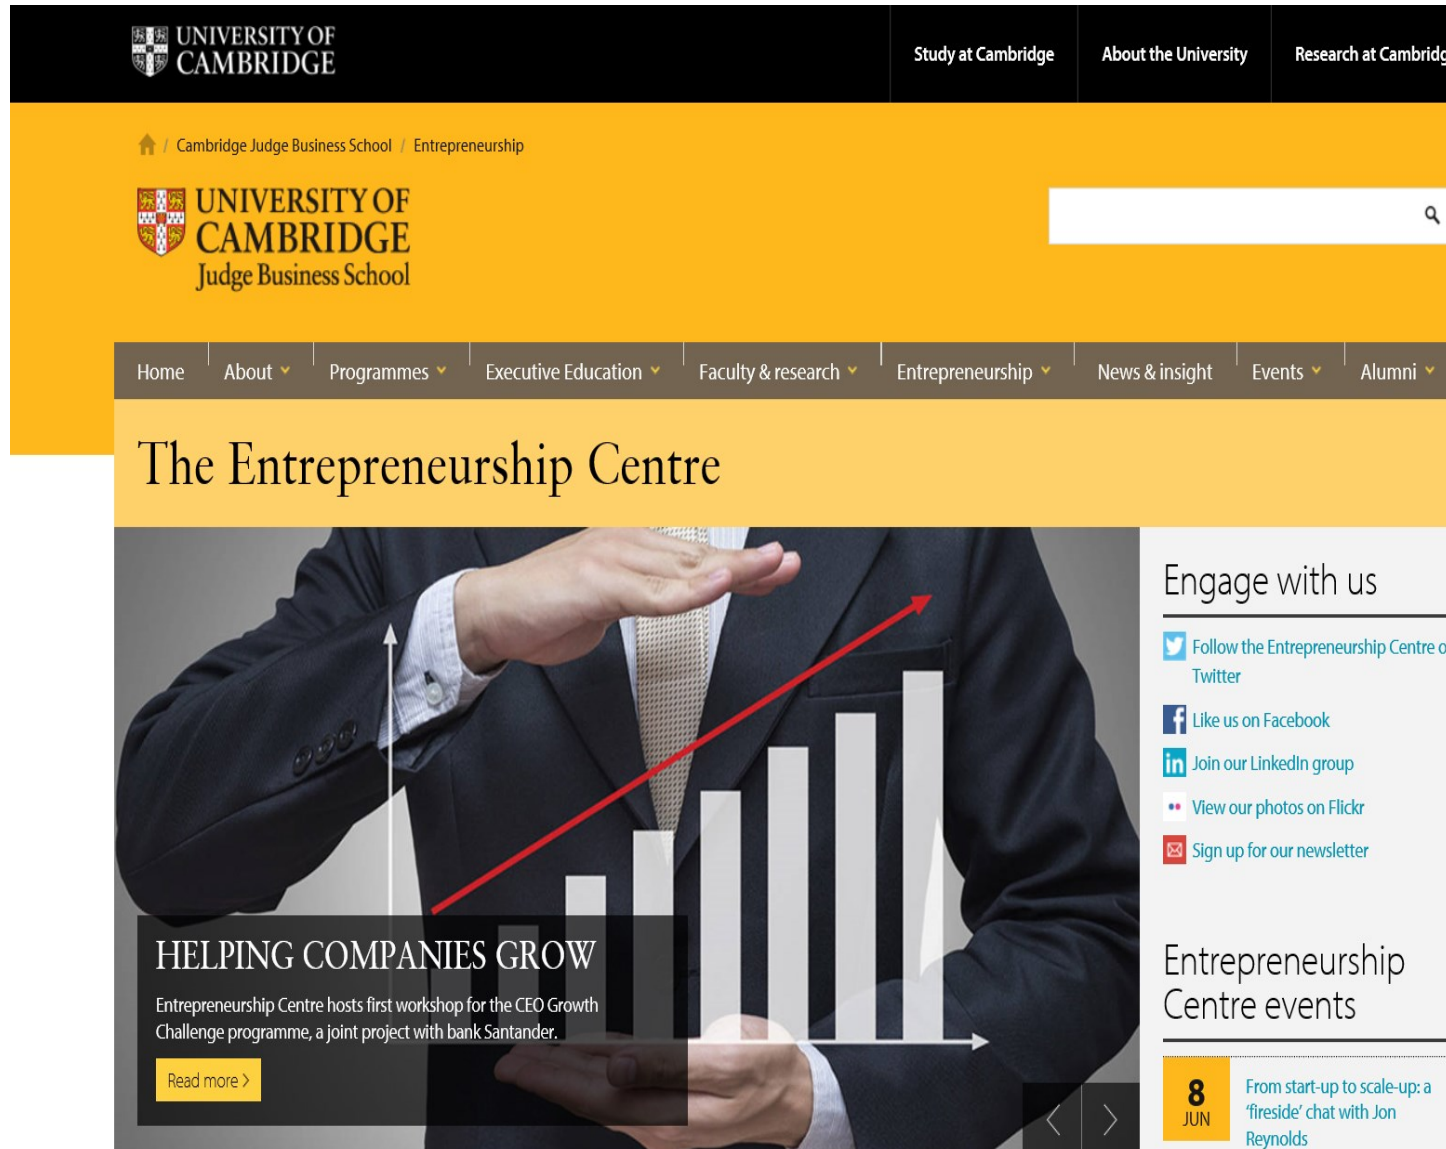 UNIVERSITY OF
CAMBRIDGE
Study at Cambridge
About the University
Research at Cambridg
/ Cambridge Judge Business School / Entrepreneurship
UNIVERSITY OF
CAMBRIDGE
Judge Business School
Home
About
Programmes
Executive Education
Faculty & research
Entrepreneurship
News & insight
Events
Alumni
The Entrepreneurship Centre
HELPING COMPANIES GROW
Entrepreneurship Centre hosts first workshop for the CEO Growth
Challenge programme, a joint project with bank Santander.
Read more >
Engage with us
Follow the Entrepreneurship Centre o
Twitter
Like us on Facebook
Join our LinkedIn group
View our photos on Flickr
Sign up for our newsletter
Entrepreneurship
Centre events
8
JUN
From start-up to scale-up: a
'fireside' chat with Jon
Reynolds